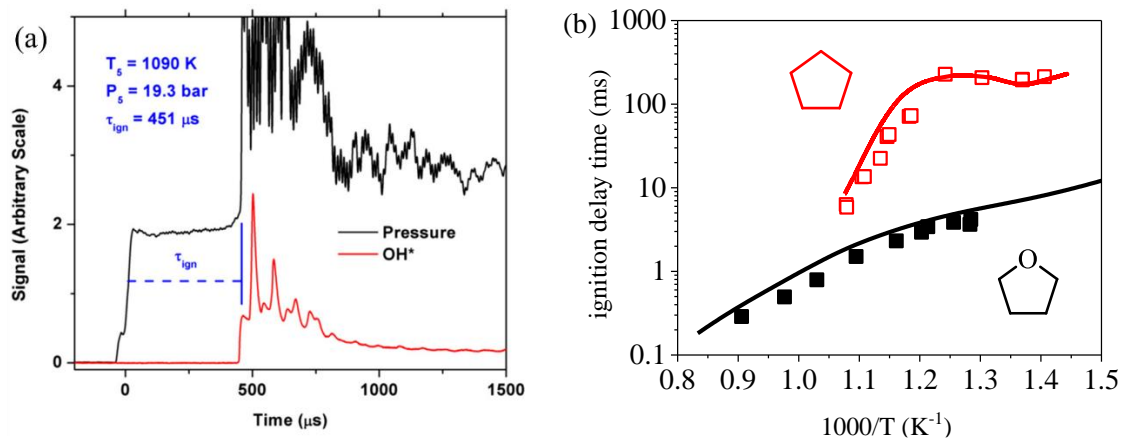 (a)
T5 = 1090 K
P5 = 19.3 bar
τign = 451 μs
τign
Pressure
OH*
Signal (Arbitrary Scale)
4
2
0
0
500
1000
1500
Time (μs)
(b)
ignition delay time (ms)
1000
100
10
1
0.1
O
0.8
0.9
1.0
1.1
1.2
1.3
1.4
1.5
1000/T (K-1)